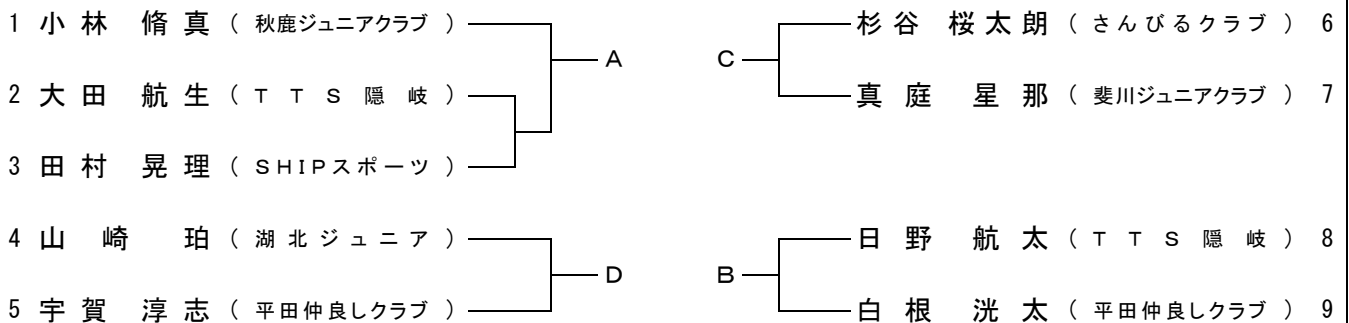 1 小林 脩真 ( 秋鹿ジュニアクラブ )
2 大田 航生 ( TTS隠岐 )
3 田村 晃理 ( SHIPスポーツ )
A
4 山崎 珀 ( 湖北ジュニア )
5 宇賀 淳志 ( 平田仲良しクラブ )
D
杉谷 桜太朗 ( さんびるクラブ ) 6
真庭 星那 ( 斐川ジュニアクラブ ) 7
C
日野 航太 ( TTS隠岐 ) 8
白根 洸太 ( 平田仲良しクラブ ) 9
B